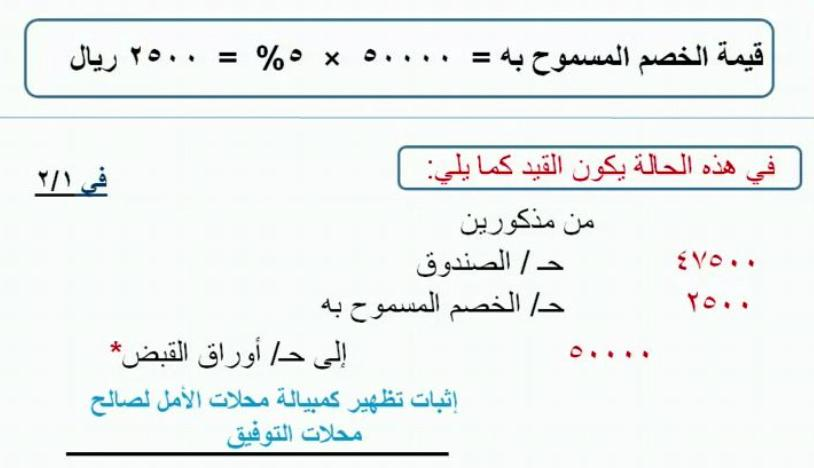 قيمة الخصم المسموح به = ٥٠٠٠٠ × ٥% = ٢٥٠٠ ريال
في هذه الحالة يكون القيد كما يلي:
في ٢/١
من مذكورين
٤٧٥٠٠ حـ / الصندوق
٢٥٠٠ حـ/ الخصم المسموح به
٥٠٠٠٠ إلى حـ/ أوراق القبض*
إثبات تظهير كمبيالة محلات الأمل لصالح
محلات التوفيق